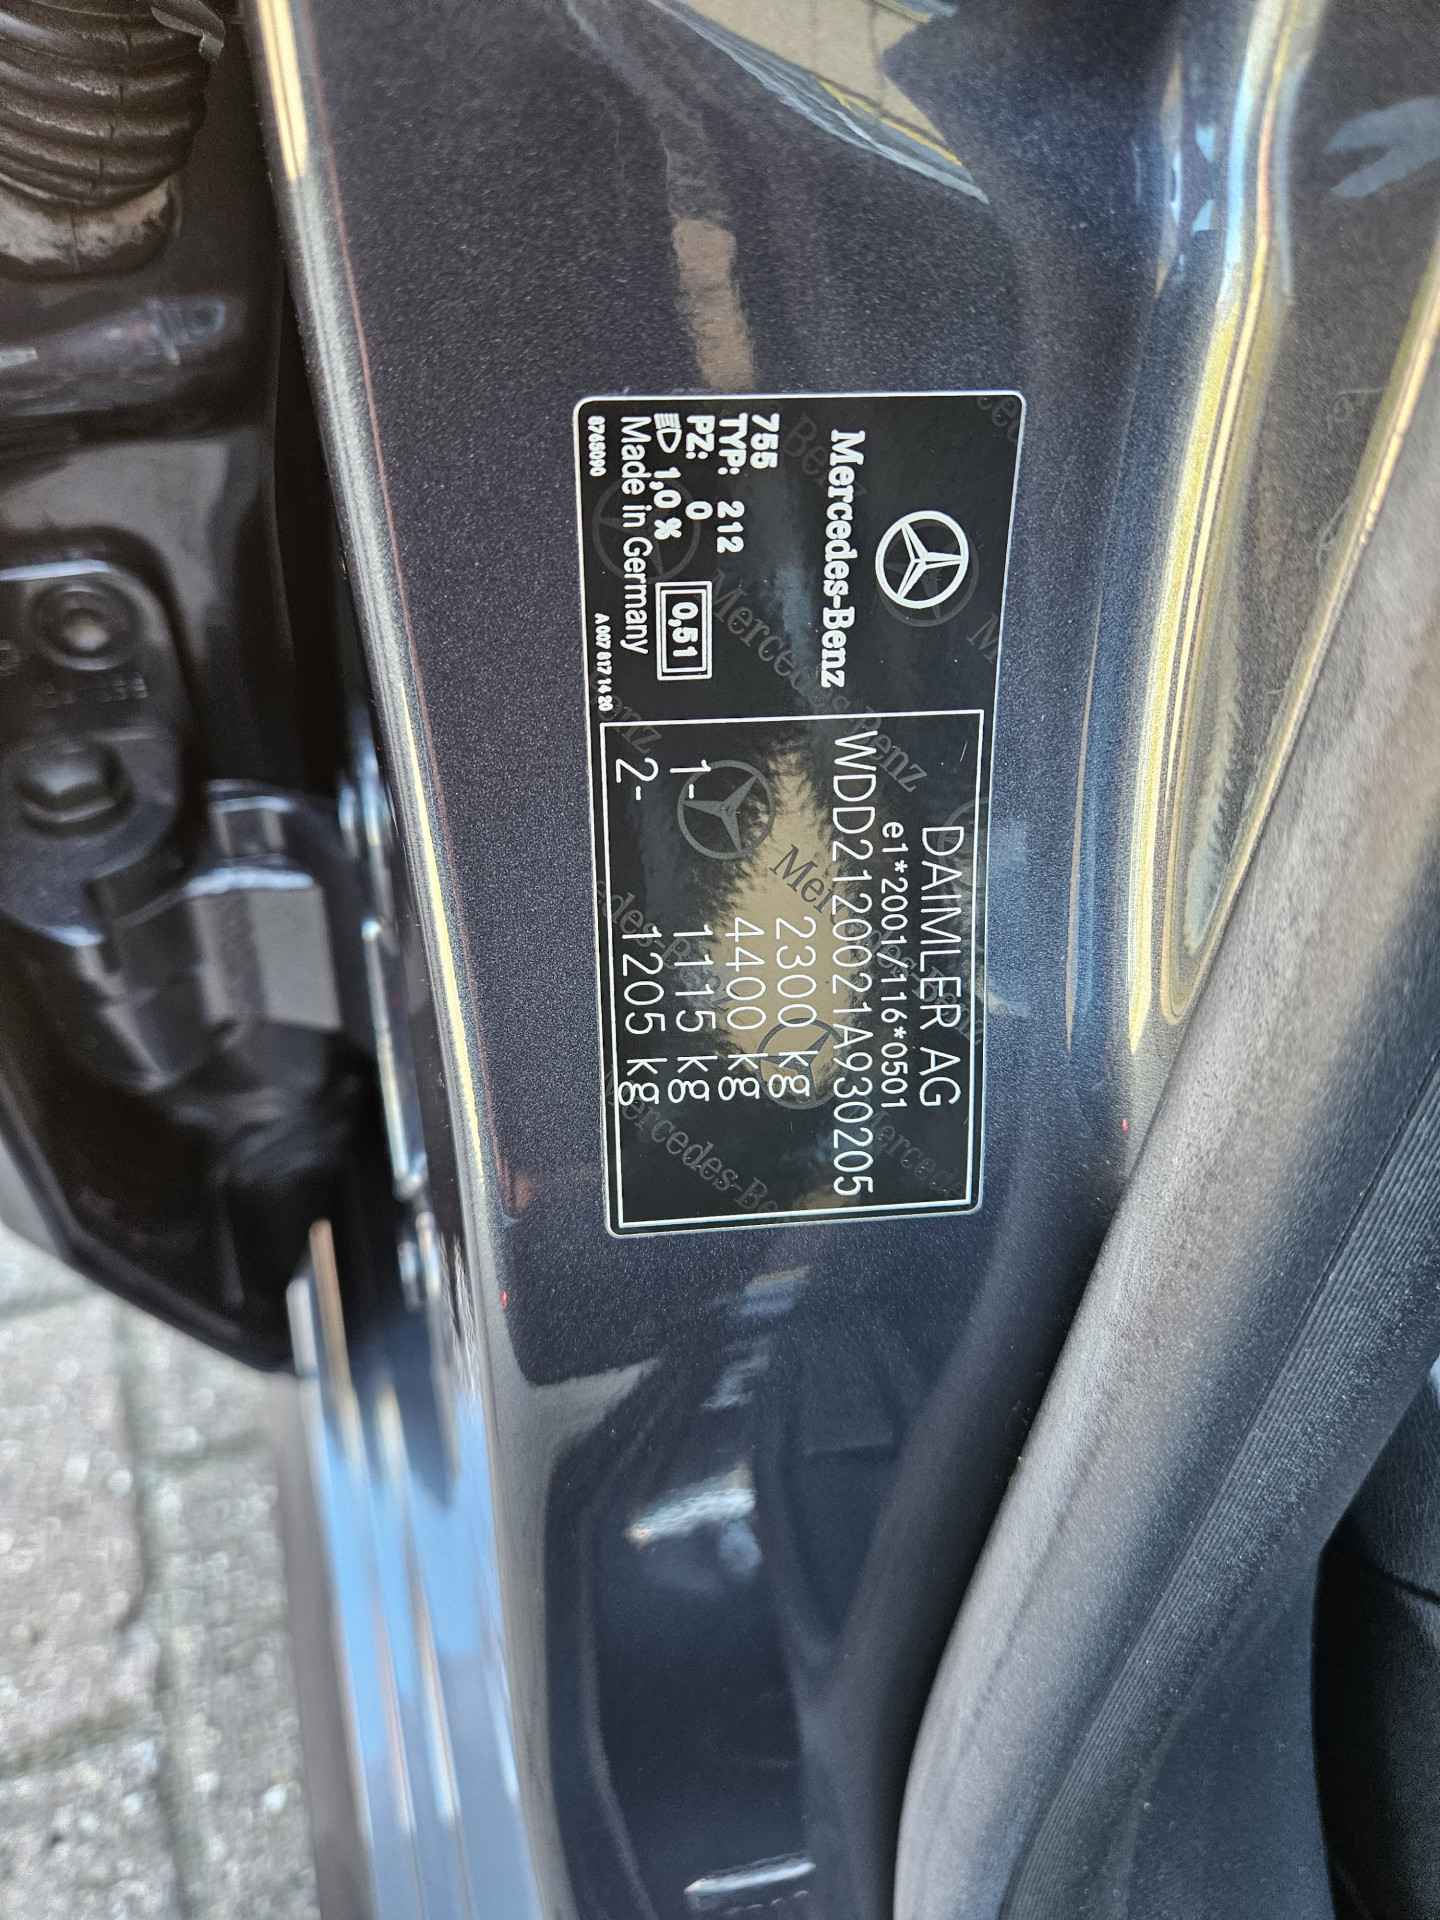 Mercedes-Benz
755
TYP: 212
PZ: 0
1,0 % 0,51
Made in Germany
8765090 A 007 817 14 20
DAIMLER AG
e1*2001/116*0501
WDD2120021A930205
2300 kg
4400 kg
1- 1115 kg
2- 1205 kg